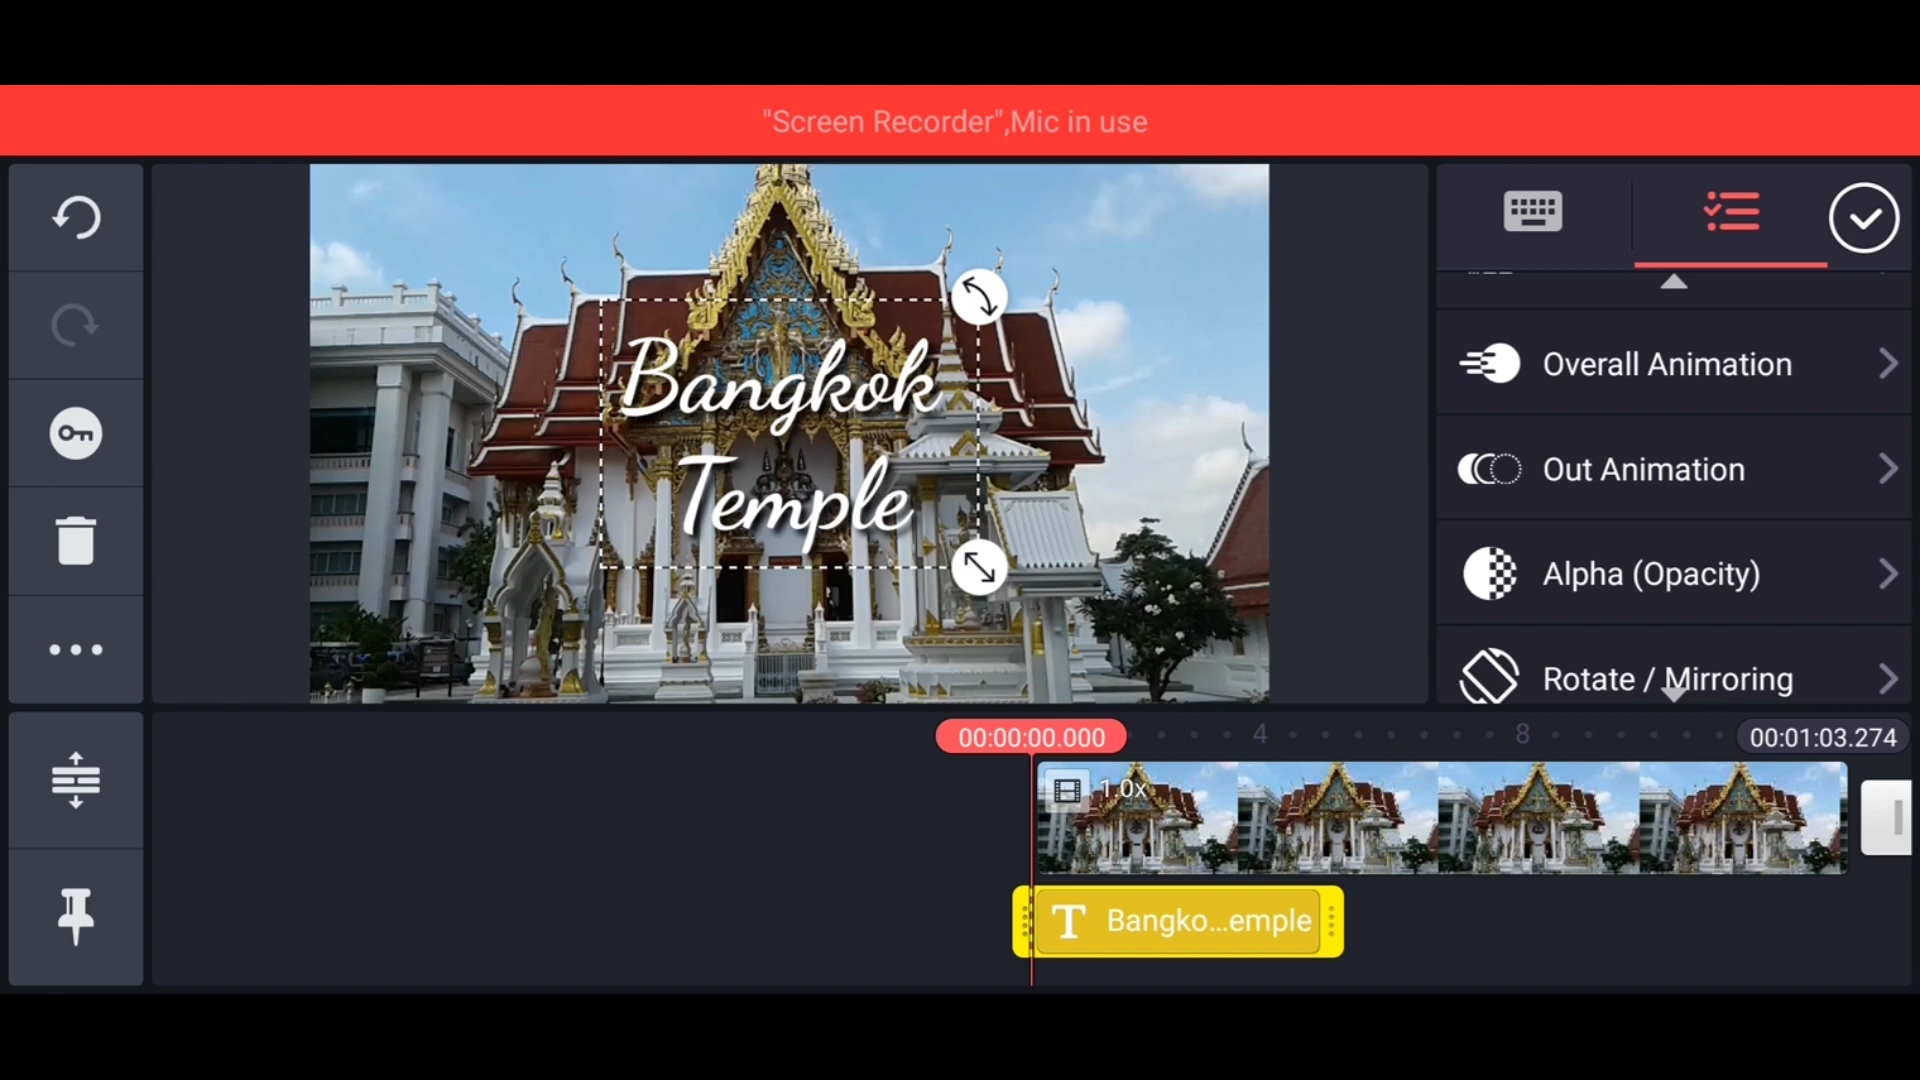 "Screen Recorder",Mic in use
Bangkok
Temple
Overall Animation
Out Animation
Alpha (Opacity)
Rotate / Mirroring
00:00:00.000
4
8
00:01:03.274
1.0x
T Bangko...emple